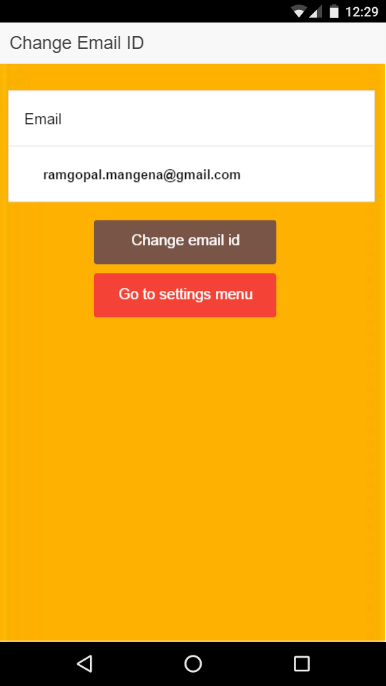 12:29
Change Email ID
Email
ramgopal.mangena@gmail.com
Change email id
Go to settings menu